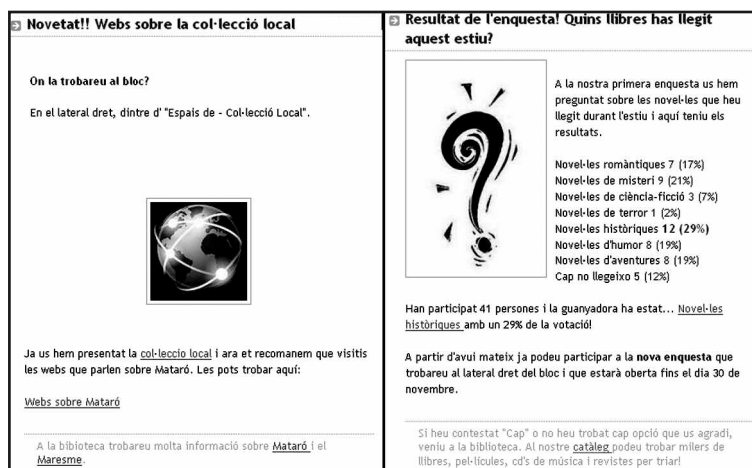 Novetat!! Webs sobre la col·lecció local
On la trobareu al bloc?
En el lateral dret, dintre d' "Espais de - Col·lecció Local".
Ja us hem presentat la col·leccio local i ara et recomanem que visitis
les webs que parlen sobre Mataró. Les pots trobar aquí:
Webs sobre Mataró
A la bibioteca trobareu molta informació sobre Mataró i el
Maresme.
Resultat de l'enquesta! Quins llibres has llegit
aquest estiu?
A la nostra primera enquesta us hem
preguntat sobre les novel·les que heu
llegit durant l'estiu i aquí teniu els
resultats.
Novel·les romàntiques 7 (17%)
Novel·les de misteri 9 (21%)
Novel·les de ciència-ficció 3 (7%)
Novel·les de terror 1 (2%)
Novel·les històriques 12 (29%)
Novel·les d'humor 8 (19%)
Novel·les d'aventures 8 (19%)
Cap no llegeixo 5 (12%)
Han participat 41 persones i la guanyadora ha estat... Novel·les
històriques amb un 29% de la votació!
A partir d'avui mateix ja podeu participar a la nova enquesta que
trobareu al lateral dret del bloc i que estarà oberta fins el dia 30 de
novembre.
Si heu contestat "Cap" o no heu trobat cap opció que us agradi,
veniu a la biblioteca. Al nostre catàleg podeu trobar milers de
llibres, pel·lícules, cd's de música i revistes per triar!